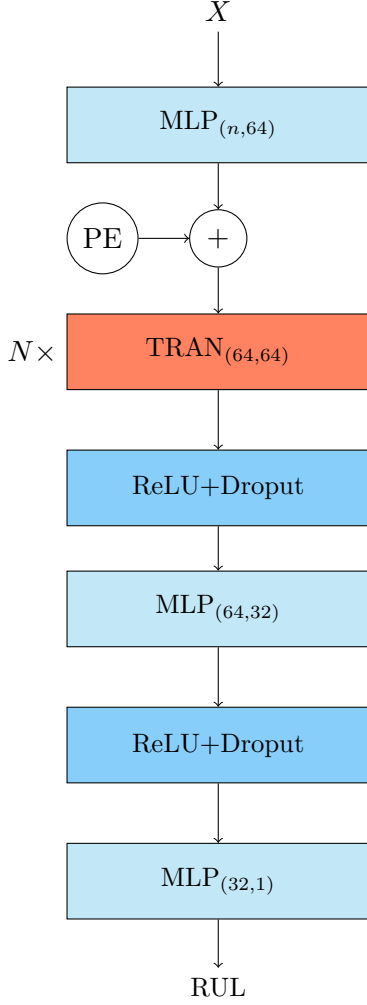 X
MLP(n,64)
PE +
N× TRAN(64,64)
ReLU+Droput
MLP(64,32)
ReLU+Droput
MLP(32,1)
RUL